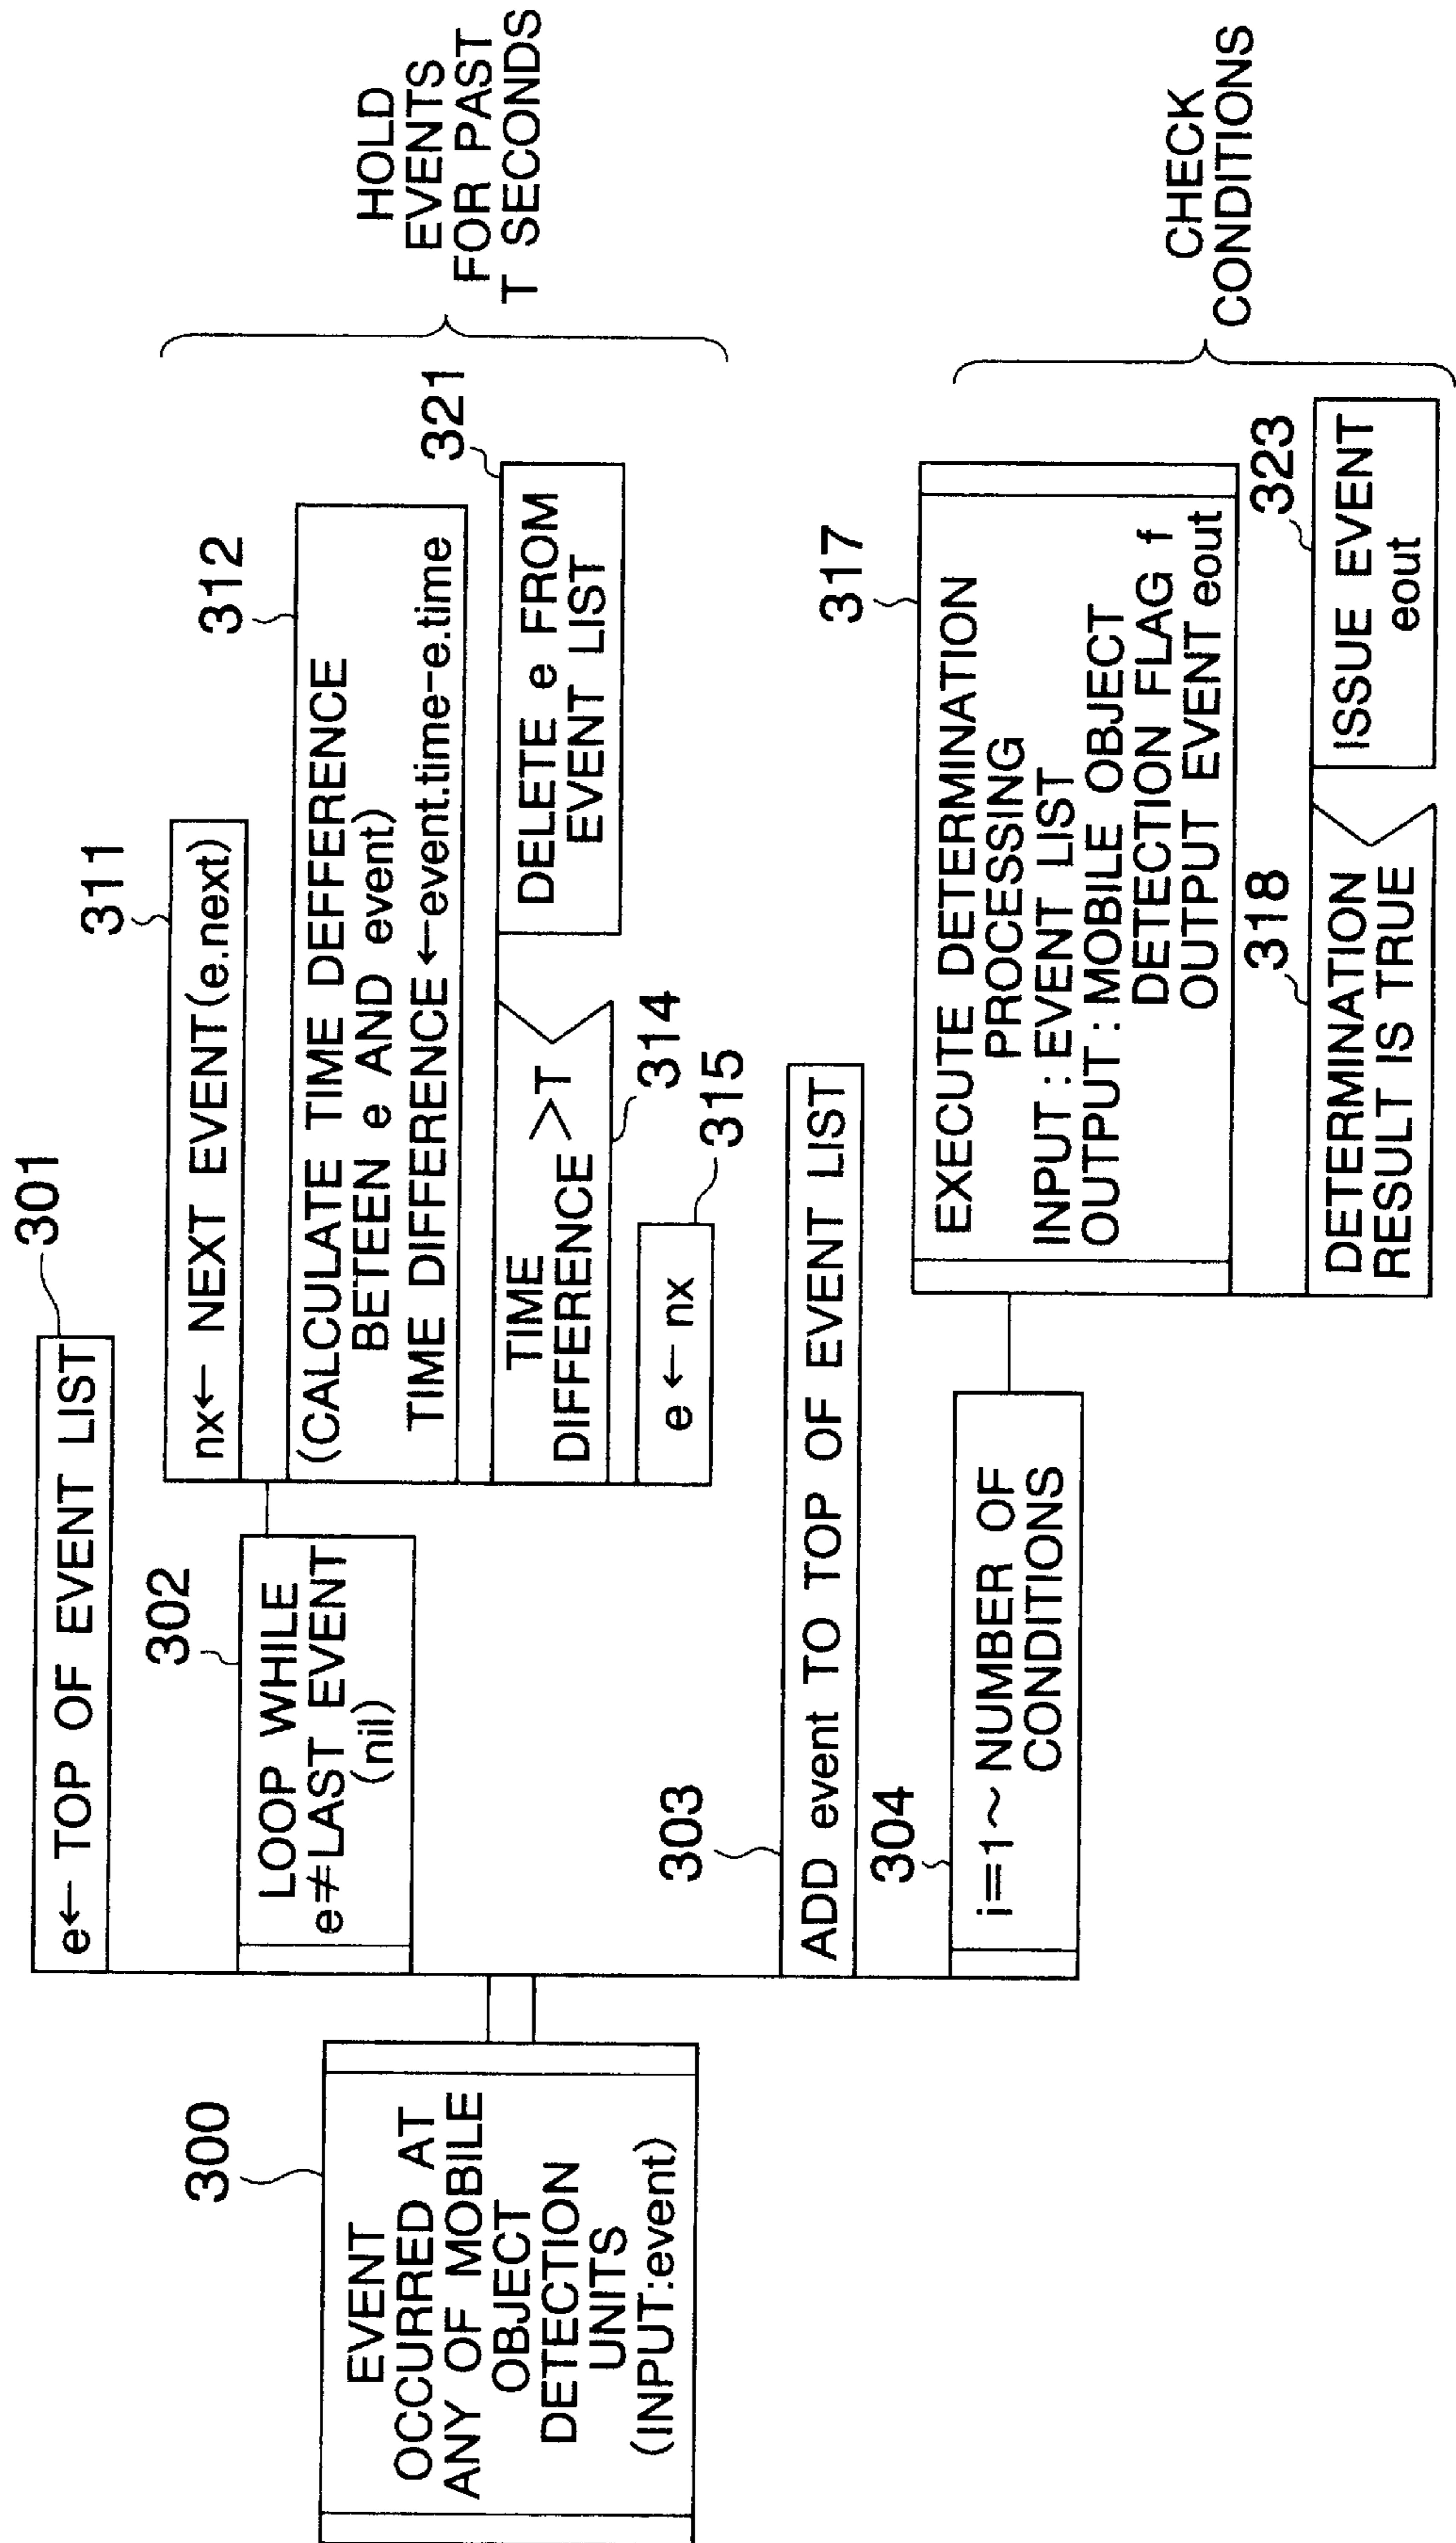 300
EVENT
OCCURRED AT
ANY OF MOBILE
OBJECT
DETECTION
UNITS
(INPUT:event)
301
e← TOP OF EVENT LIST
302
LOOP WHILE
e≠LAST EVENT
(nil)
311
nx← NEXT EVENT(e.next)
312
(CALCULATE TIME DEFFERENCE
BETEEN e AND event)
TIME DIFFERENCE ←event.time-e.time
314
TIME
DIFFERENCE >T
321
DELETE e FROM
EVENT LIST
315
e ← nx
HOLD
EVENTS
FOR PAST
T SECONDS
303
ADD event TO TOP OF EVENT LIST
304
i=1~NUMBER OF
CONDITIONS
317
EXECUTE DETERMINATION
PROCESSING
INPUT : EVENT LIST
OUTPUT : MOBILE OBJECT
DETECTION FLAG f
OUTPUT EVENT eout
318
DETERMINATION
RESULT IS TRUE
323
ISSUE EVENT
eout
CHECK
CONDITIONS